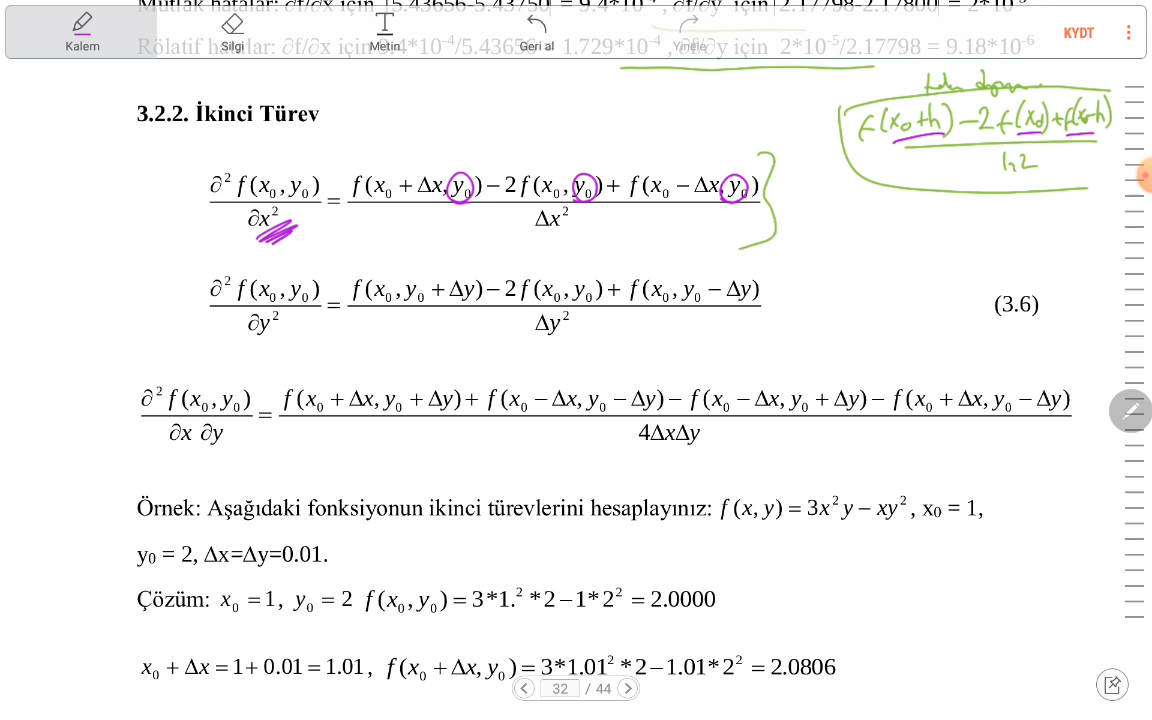 Mutlak hatalar: ∂f/∂x için |5.43656-5.43750| = 9.4*10⁻⁴ , ∂f/∂y için |2.17798-2.17800| = 2*10⁻⁵
Kalem Silgi Metin Geri al Yinele KYDT
Rölatif hatalar: ∂f/∂x için 9.4*10⁻⁴/5.43656 = 1.729*10⁻⁴ , ∂f/∂y için 2*10⁻⁵/2.17798 = 9.18*10⁻⁶
3.2.2. İkinci Türev
f(x₀+h) − 2f(x₀) + f(x₀−h)
h2
∂² f(x₀, y₀) / ∂x² = f(x₀ + Δx, y₀) − 2f(x₀, y₀) + f(x₀ − Δx, y₀) / Δx²
∂² f(x₀, y₀) / ∂y² = f(x₀, y₀ + Δy) − 2f(x₀, y₀) + f(x₀, y₀ − Δy) / Δy² (3.6)
∂² f(x₀, y₀) / ∂x ∂y = f(x₀ + Δx, y₀ + Δy) + f(x₀ − Δx, y₀ − Δy) − f(x₀ − Δx, y₀ + Δy) − f(x₀ + Δx, y₀ − Δy) / 4ΔxΔy
Örnek: Aşağıdaki fonksiyonun ikinci türevlerini hesaplayınız: f(x, y) = 3x²y − xy², x₀ = 1,
y₀ = 2, Δx=Δy=0.01.
Çözüm: x₀ = 1, y₀ = 2 f(x₀, y₀) = 3*1.² *2 − 1*2² = 2.0000
x₀ + Δx = 1 + 0.01 = 1.01, f(x₀ + Δx, y₀) = 3*1.01² *2 − 1.01*2² = 2.0806
32 / 44